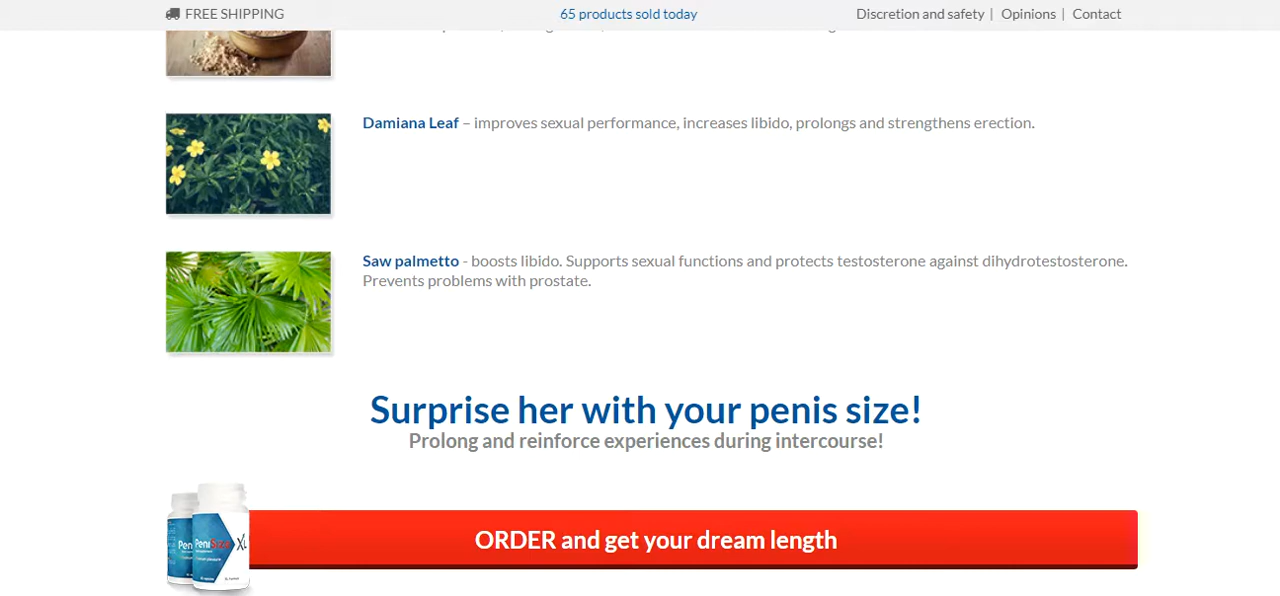 FREE SHIPPING
65 products sold today
Discretion and safety | Opinions | Contact
Damiana Leaf – improves sexual performance, increases libido, prolongs and strengthens erection.
Saw palmetto - boosts libido. Supports sexual functions and protects testosterone against dihydrotestosterone.
Prevents problems with prostate.
Surprise her with your penis size!
Prolong and reinforce experiences during intercourse!
XL
ORDER and get your dream length